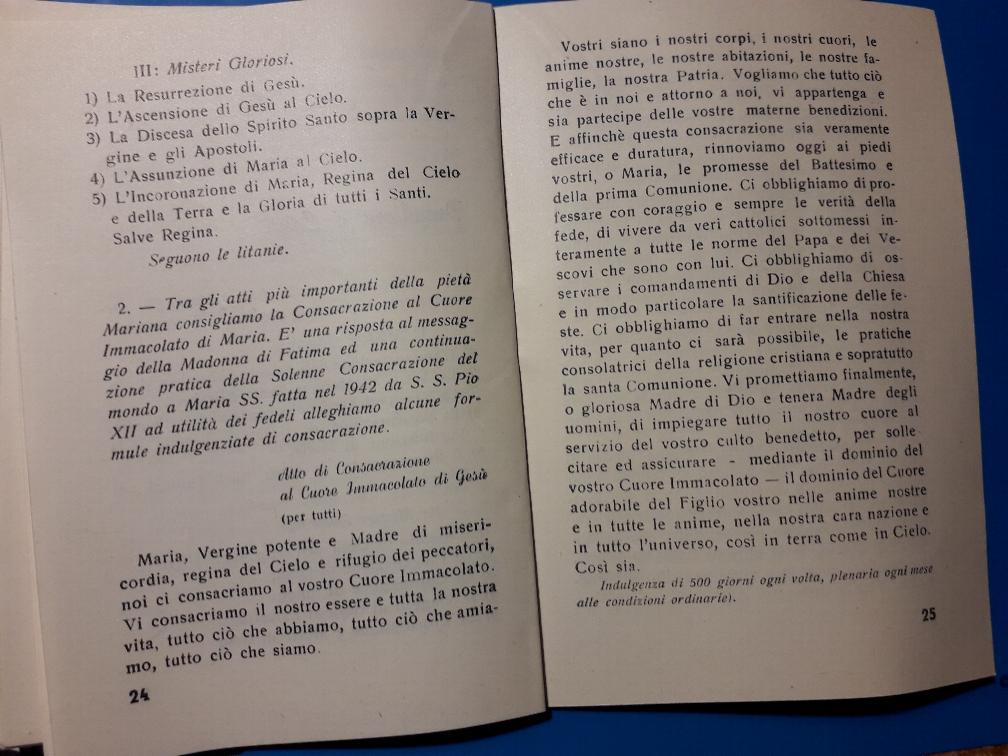 III: Misteri Gloriosi.
1) La Resurrezione di Gesù.
2) L'Ascensione di Gesù al Cielo.
3) La Discesa dello Spirito Santo sopra la Ver-
gine e gli Apostoli.
4) L'Assunzione di Maria al Cielo.
5) L'Incoronazione di Maria, Regina del Cielo
e della Terra e la Gloria di tutti i Santi.
Salve Regina.
Seguono le litanie.
2. — Tra gli atti più importanti della pietà
Mariana consigliamo la Consacrazione al Cuore
Immacolato di Maria. E' una risposta al messag-
gio della Madonna di Fatima ed una continua-
zione pratica della Solenne Consacrazione del
mondo a Maria SS. fatta nel 1942 da S. S. Pio
XII ad utilità dei fedeli alleghiamo alcune for-
mule indulgenziate di consacrazione.
Atto di Consacrazione
al Cuore Immacolato di Gesù
(per tutti)
Maria, Vergine potente e Madre di miseri-
cordia, regina del Cielo e rifugio dei peccatori,
noi ci consacriamo al vostro Cuore Immacolato.
Vi consacriamo il nostro essere e tutta la nostra
vita, tutto ciò che abbiamo, tutto ciò che amia-
mo, tutto ciò che siamo.
24
Vostri siano i nostri corpi, i nostri cuori, le
anime nostre, le nostre abitazioni, le nostre fa-
miglie, la nostra Patria. Vogliamo che tutto ciò
che è in noi e attorno a noi, vi appartenga e
sia partecipe delle vostre materne benedizioni.
E affinchè questa consacrazione sia veramente
efficace e duratura, rinnoviamo oggi ai piedi
vostri, o Maria, le promesse del Battesimo e
della prima Comunione. Ci obblighiamo di pro-
fessare con coraggio e sempre le verità della
fede, di vivere da veri cattolici soltomessi in-
teramente a tutte le norme del Papa e dei Ve-
scovi che sono con lui. Ci obblighiamo di os-
servare i comandamenti di Dio e della Chiesa
e in modo particolare la santificazione delle fe-
ste. Ci obblighiamo di far entrare nella nostra
vita, per quanto ci sarà possibile, le pratiche
consolatrici della religione cristiana e sopratutto
la santa Comunione. Vi promettiamo finalmente,
o gloriosa Madre di Dio e tenera Madre degli
uomini, di impiegare tutto il nostro cuore al
servizio del vostro culto benedetto, per solle-
citare ed assicurare - mediante il dominio del
vostro Cuore Immacolato — il dominio del Cuore
adorabile del Figlio vostro nelle anime nostre
e in tutte le anime, nella nostra cara nazione e
in tutto l'universo, così in terra come in Cielo.
Così sia.
Indulgenza di 500 giorni ogni volta, plenaria ogni mese
alle condizioni ordinarie).
25